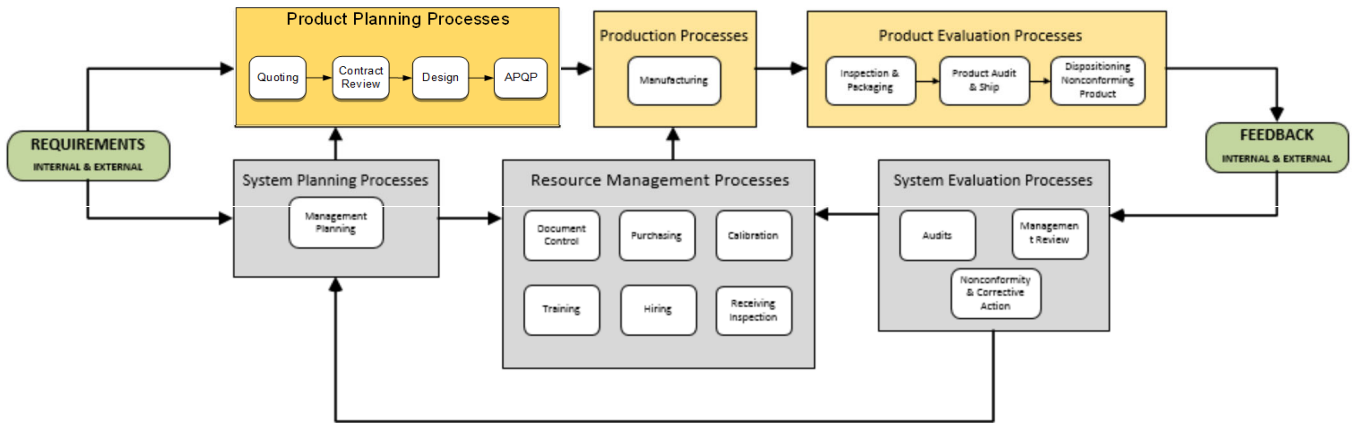 Product Planning Processes
Quoting
Contract
Review
Design
APQP
Production Processes
Manufacturing
Product Evaluation Processes
Inspection &
Packaging
Product Audit
& Ship
Dispositioning
Nonconforming
Product
REQUIREMENTS
INTERNAL & EXTERNAL
FEEDBACK
INTERNAL & EXTERNAL
System Planning Processes
Management
Planning
Resource Management Processes
Document
Control
Purchasing
Calibration
Training
Hiring
Receiving
Inspection
System Evaluation Processes
Audits
Managemen
t Review
Nonconformity
& Corrective
Action